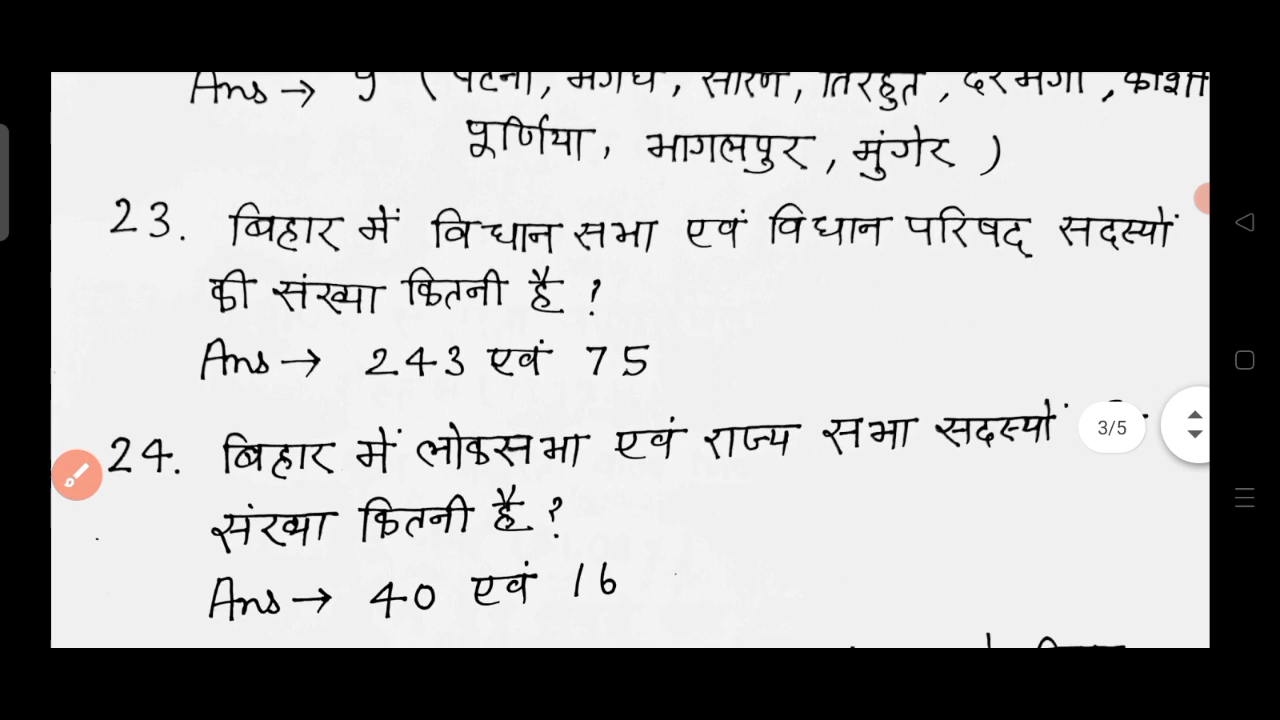 Ans → 9 ( पटना, मगध, सारण, तिरहुत, दरभंगा, कोशी
पूर्णिया, भागलपुर, मुंगेर )
23. बिहार में विधान सभा एवं विधान परिषद् सदस्यों
की संख्या कितनी है ?
Ans → 243 एवं 75
24. बिहार में लोकसभा एवं राज्य सभा सदस्यों
3/5
संख्या कितनी है ?
Ans → 40 एवं 16